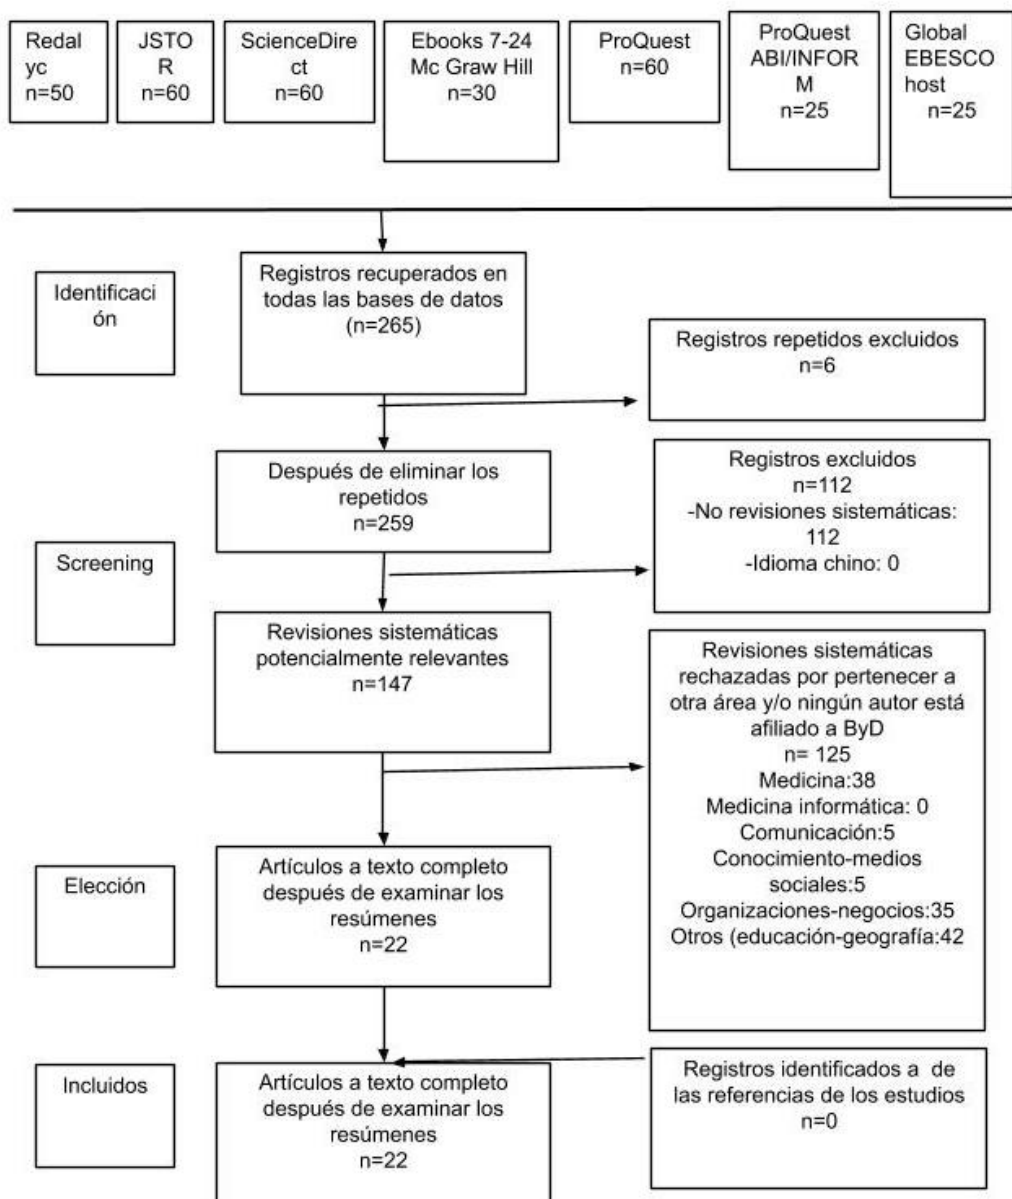 Redal
yc
n=50
JSTO
R
n=60
ScienceDire
ct
n=60
Ebooks 7-24
Mc Graw Hill
n=30
ProQuest
n=60
ProQuest
ABI/INFOR
M
n=25
Global
EBESCO
host
n=25
Identificaci
ón
Registros recuperados en
todas las bases de datos
(n=265)
Registros repetidos excluidos
n=6
Después de eliminar los
repetidos
n=259
Registros excluidos
n=112
-No revisiones sistemáticas:
112
-Idioma chino: 0
Screening
Revisiones sistemáticas
potencialmente relevantes
n=147
Revisiones sistemáticas
rechazadas por pertenecer a
otra área y/o ningún autor está
afiliado a ByD
n= 125
Medicina:38
Medicina informática: 0
Comunicación:5
Conocimiento-medios
sociales:5
Organizaciones-negocios:35
Otros (educación-geografía:42
Elección
Artículos a texto completo
después de examinar los
resúmenes
n=22
Incluidos
Artículos a texto completo
después de examinar los
resúmenes
n=22
Registros identificados a  de
las referencias de los estudios
n=0